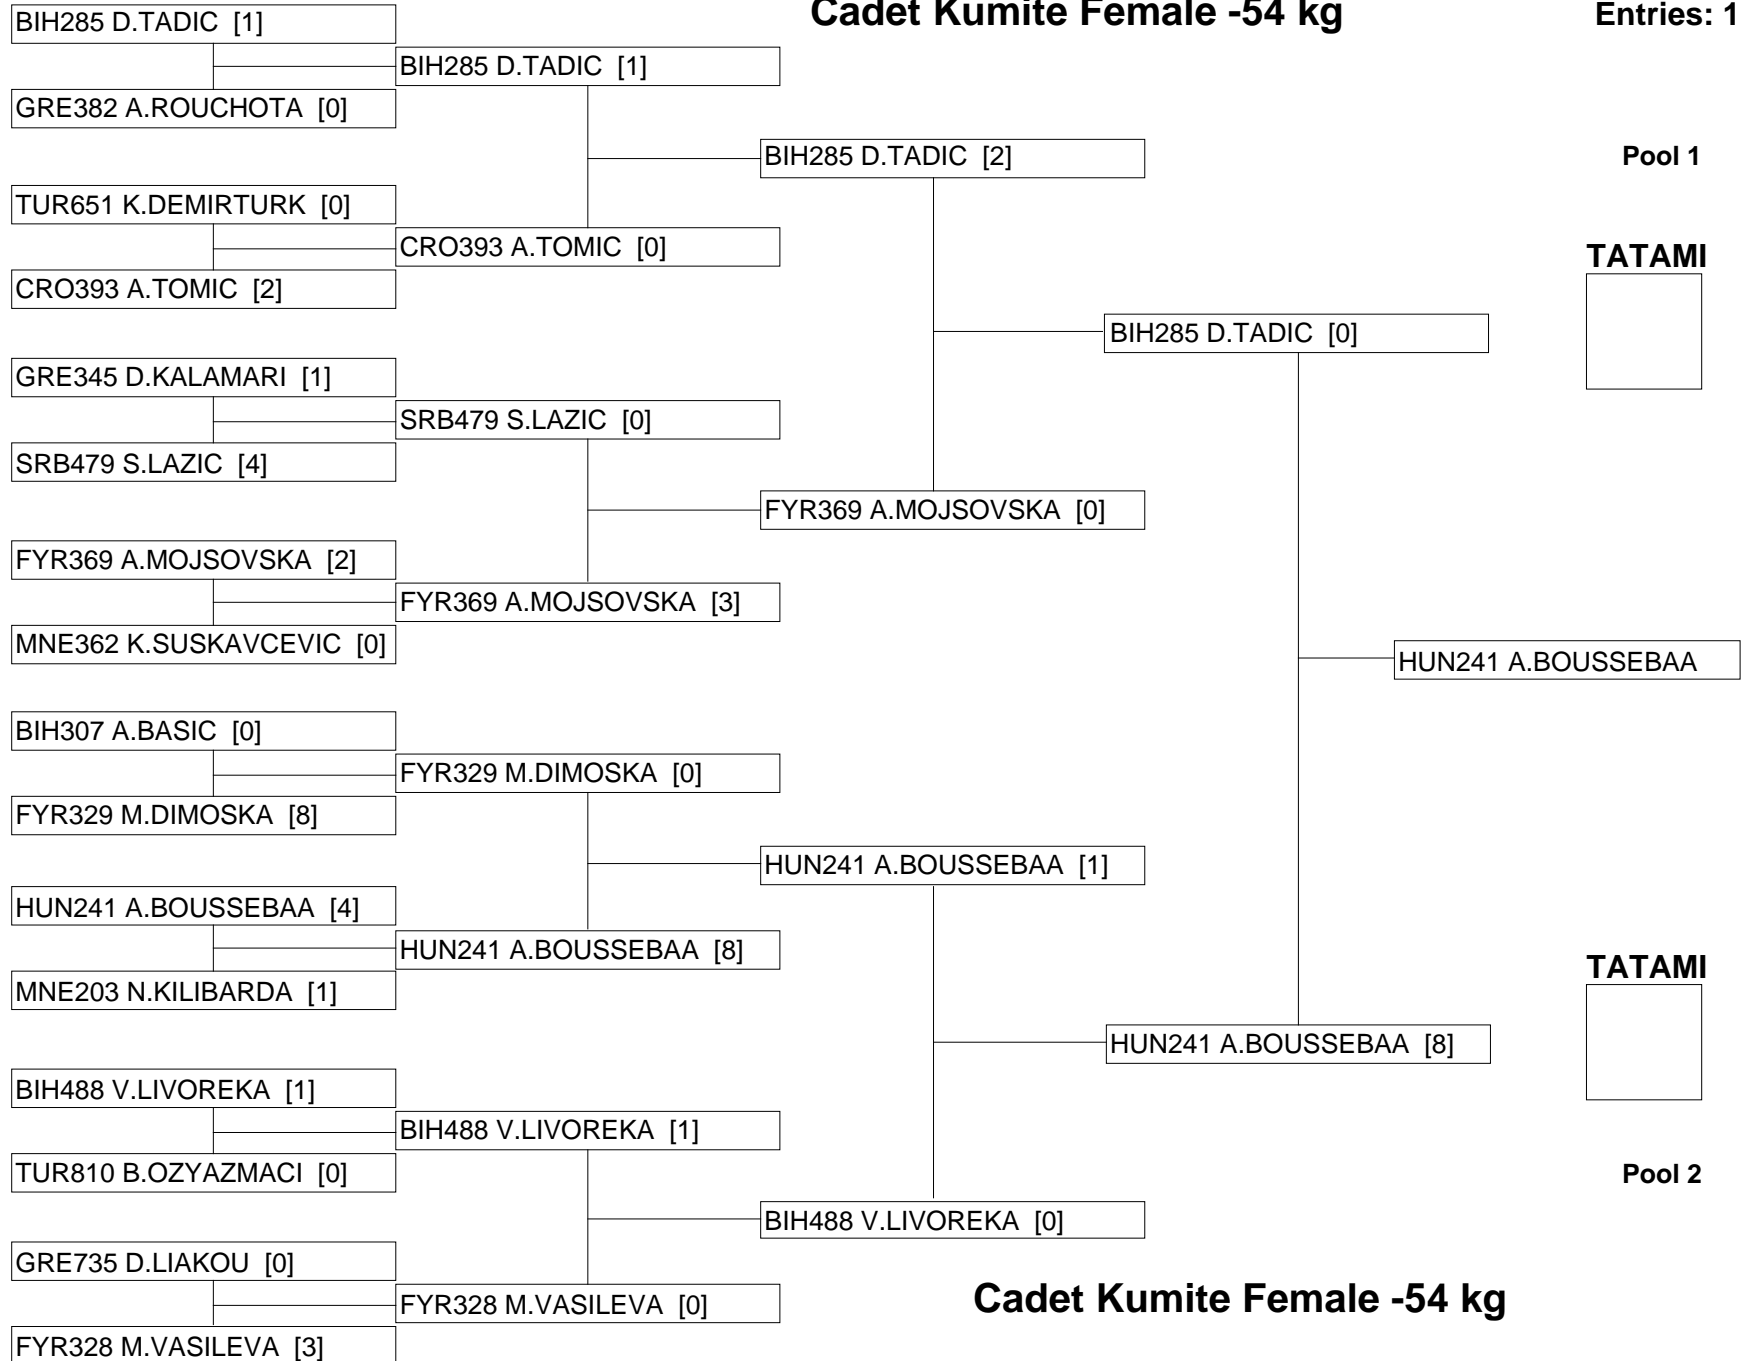 Cadet Kumite Female -54 kg
Entries: 1
BIH285 D.TADIC [1]
GRE382 A.ROUCHOTA [0]
TUR651 K.DEMIRTURK [0]
CRO393 A.TOMIC [2]
GRE345 D.KALAMARI [1]
SRB479 S.LAZIC [4]
FYR369 A.MOJSOVSKA [2]
MNE362 K.SUSKAVCEVIC [0]
BIH307 A.BASIC [0]
FYR329 M.DIMOSKA [8]
HUN241 A.BOUSSEBAA [4]
MNE203 N.KILIBARDA [1]
BIH488 V.LIVOREKA [1]
TUR810 B.OZYAZMACI [0]
GRE735 D.LIAKOU [0]
FYR328 M.VASILEVA [3]
BIH285 D.TADIC [1]
CRO393 A.TOMIC [0]
SRB479 S.LAZIC [0]
FYR369 A.MOJSOVSKA [3]
FYR329 M.DIMOSKA [0]
HUN241 A.BOUSSEBAA [8]
BIH488 V.LIVOREKA [1]
FYR328 M.VASILEVA [0]
BIH285 D.TADIC [2]
FYR369 A.MOJSOVSKA [0]
HUN241 A.BOUSSEBAA [1]
BIH488 V.LIVOREKA [0]
BIH285 D.TADIC [0]
HUN241 A.BOUSSEBAA [8]
HUN241 A.BOUSSEBAA
Pool 1
TATAMI
TATAMI
Pool 2
Cadet Kumite Female -54 kg